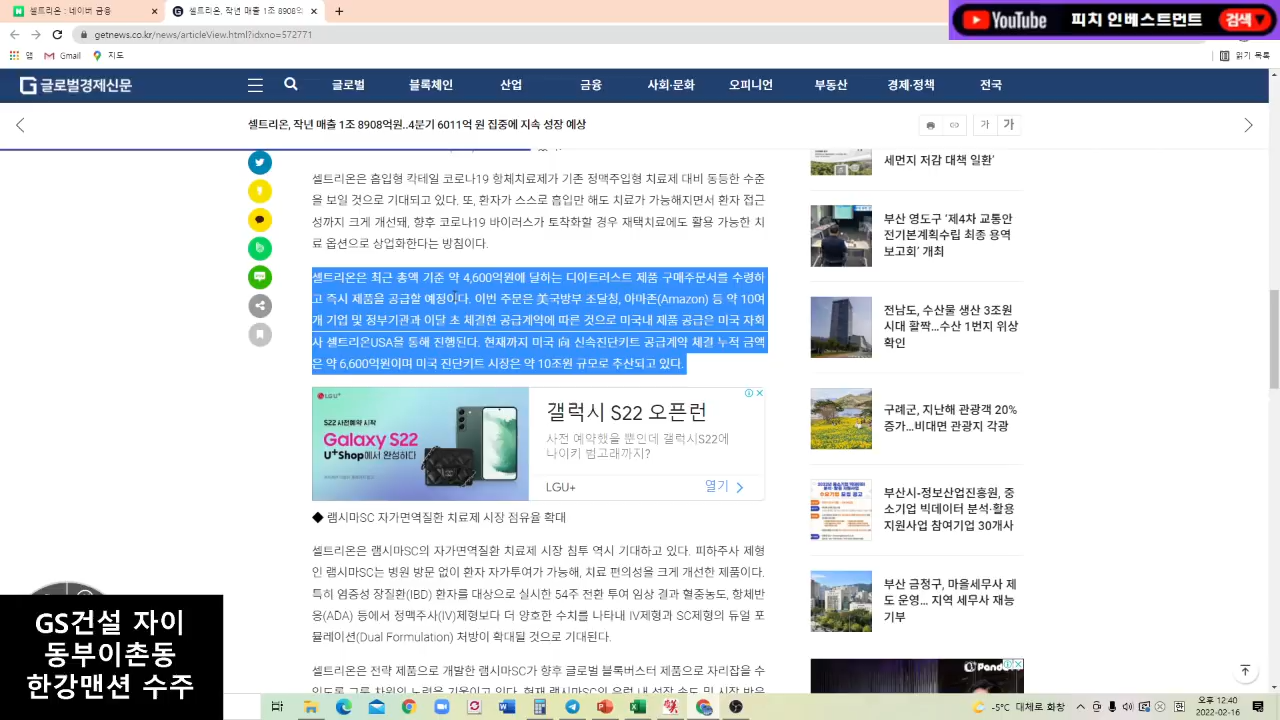 셀트리온 : 네이버 금융
셀트리온, 작년 매출 1조 8908억
YouTube 피치 인베스트먼트 검색▼
getnews.co.kr/news/articleView.html?idxno=572771
앱 Gmail 지도
읽기 목록
글로벌경제신문
글로벌 블록체인 산업 금융 사회·문화 오피니언 부동산 경제·정책 전국
셀트리온, 작년 매출 1조 8908억원..4분기 6011억 원 집중에 지속 성장 예상
가 가
셀트리온은 흡입형 칵테일 코로나19 항체치료제가 기존 정맥주입형 치료제 대비 동등한 수준
을 보일 것으로 기대되고 있다. 또, 환자가 스스로 흡입만 해도 치료가 가능해지면서 환자 접근
성까지 크게 개선돼, 향후 코로나19 바이러스가 토착화할 경우 재택치료에도 활용 가능한 치
료 옵션으로 상업화한다는 방침이다.
셀트리온은 최근 총액 기준 약 4,600억원에 달하는 디아트러스트 제품 구매주문서를 수령하
고 즉시 제품을 공급할 예정이다. 이번 주문은 美국방부 조달청, 아마존(Amazon) 등 약 10여
개 기업 및 정부기관과 이달 초 체결한 공급계약에 따른 것으로 미국내 제품 공급은 미국 자회
사 셀트리온USA을 통해 진행된다. 현재까지 미국 向 신속진단키트 공급계약 체결 누적 금액
은 약 6,600억원이며 미국 진단키트 시장은 약 10조원 규모로 추산되고 있다.
LGU+
S22 사전예약 시작
Galaxy S22
U+Shop에서 완성하다
갤럭시 S22 오픈런
사전 예약했을 뿐인데 갤럭시S22에
나이키 범고래까지?
LGU+
열기
◆ 램시마SC 자가면역질환 치료제 시장 점유율 확대
셀트리온은 램시마SC의 자가면역질환 치료제 시장 침투 역시 기대하고 있다. 피하주사 제형
인 램시마SC는 병원 방문 없이 환자 자가투여가 가능해, 치료 편의성을 크게 개선한 제품이다.
특히 염증성 장질환(IBD) 환자를 대상으로 실시한 54주 전환 투여 임상 결과 혈중농도, 항체반
응(ADA) 등에서 정맥주사(IV)제형보다 더 양호한 수치를 나타내 IV제형과 SC제형의 듀얼 포
뮬레이션(Dual Formulation) 처방이 확대될 것으로 기대된다.
셀트리온은 전략 제품으로 개발한 램시마SC가 향후 글로벌 블록버스터 제품으로 자리잡을 수
있도록 그룹 차원의 노력을 기울이고 있다. 현재 램시마SC의 유럽 내 성장 속도 및 시장 반응
세먼지 저감 대책 일환'
부산 영도구 '제4차 교통안
전기본계획수립 최종 용역
보고회' 개최
전남도, 수산물 생산 3조원
시대 활짝…수산 1번지 위상
확인
구례군, 지난해 관광객 20%
증가…비대면 관광지 각광
부산시-정보산업진흥원, 중
소기업 빅데이터 분석·활용
지원사업 참여기업 30개사
부산 금정구, 마을세무사 제
도 운영… 지역 세무사 재능
기부
GS건설 자이
동부이촌동
한강맨션 수주
-5°C 대체로 화창
오후 12:40
2022-02-16